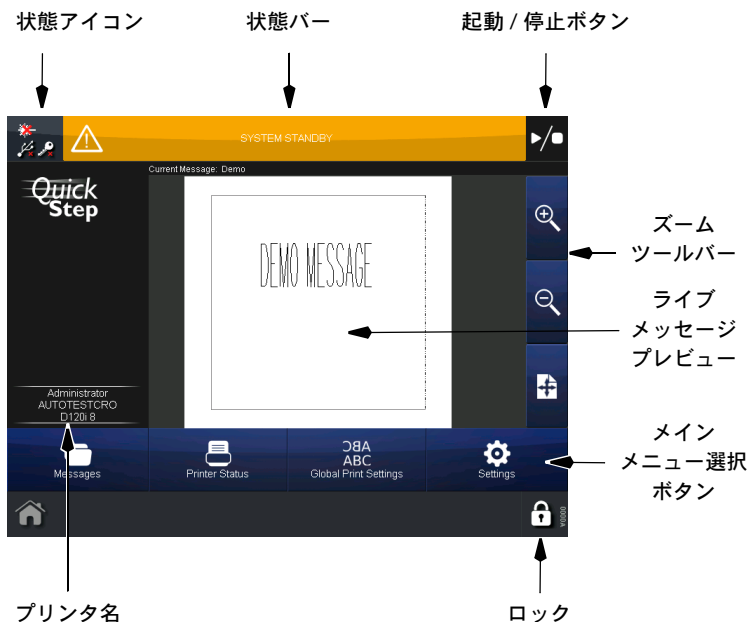 状態アイコン
状態バー
起動 / 停止ボタン
SYSTEM STANDBY
Current Message: Demo
Quick
Step
DEMO MESSAGE
ズーム
ツールバー
ライブ
メッセージ
プレビュー
Administrator
AUTOTESTCRO
D120i 8
Messages
Printer Status
ABC
ABC
Global Print Settings
Settings
メイン
メニュー選択
ボタン
A0000
プリンタ名
ロック